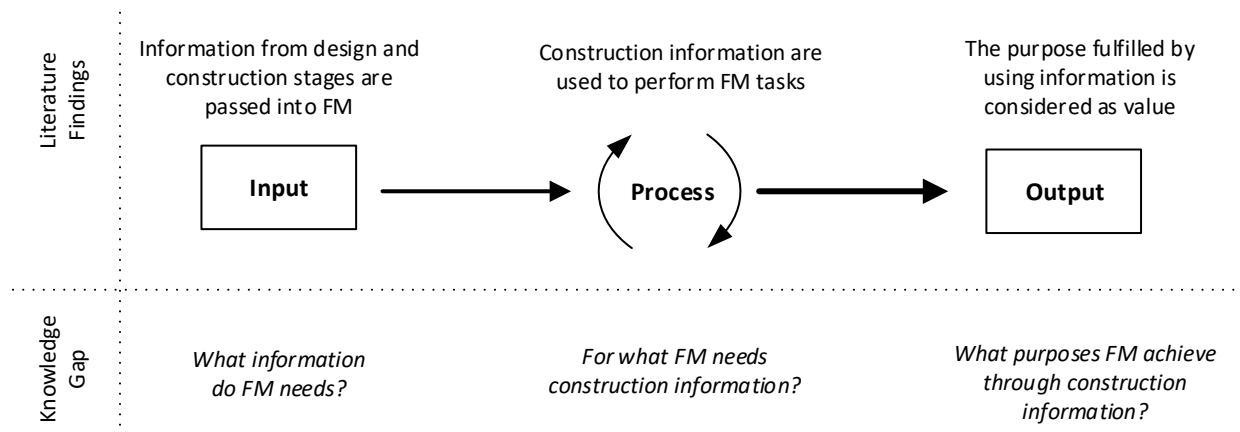 Literature
Findings
Information from design and
construction stages are
passed into FM
Construction information are
used to perform FM tasks
The purpose fulfilled by
using information is
considered as value
Input
Process
Output
Knowledge
Gap
What information
do FM needs?
For what FM needs
construction information?
What purposes FM achieve
through construction
information?